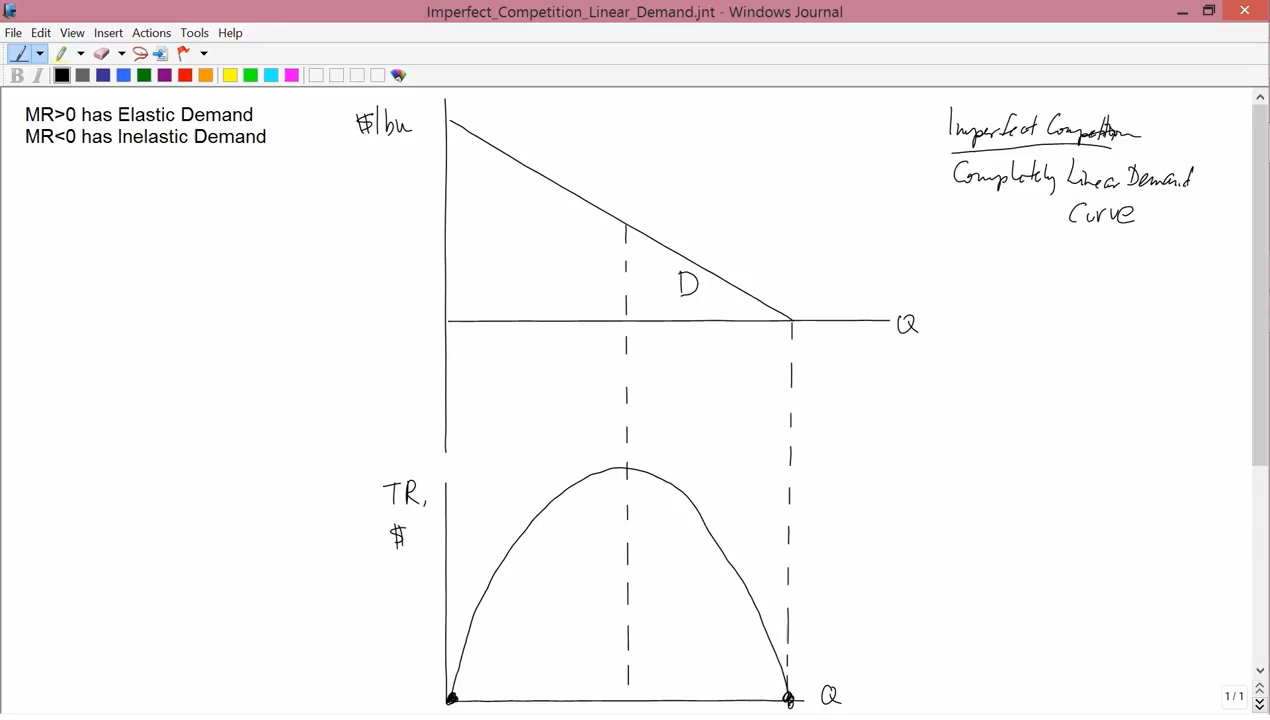 Imperfect_Competition_Linear_Demand.jnt - Windows Journal
File Edit View Insert Actions Tools Help
B I
MR>0 has Elastic Demand
MR<0 has Inelastic Demand
$/bu
Imperfect Competition
Completely Linear Demand
Curve
D
Q
TR,
$
Q
1/1